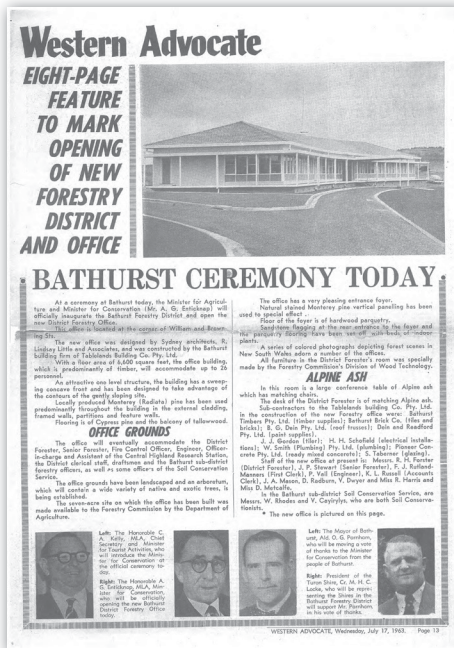 Western Advocate
EIGHT-PAGE
FEATURE
TO MARK
OPENING
OF NEW
FORESTRY
DISTRICT
AND OFFICE
BATHURST CEREMONY TODAY
At a ceremony at Bathurst today, the Minister for Agricul-
ture and Minister for Conservation (Mr. A. G. Enticknap) will
officially inaugurate the Bathurst Forestry District and open the
new District Forestry Office.
This office is located at the corner of William and Brown-
ing Sts.
The new office was designed by Sydney architects, R.
Lindsay Little and Associates, and was constructed by the Bathurst
building firm of Tablelands Building Co. Pty. Ltd.
With a floor area of 6,600 square feet, the office building,
which is predominantly of timber, will accommodate up to 26
personnel.
An attractive one level structure, the building has a sweep-
ing concave front and has been designed to take advantage of
the contours of the gently sloping site.
Locally produced Monterey (Radiata) pine has been used
predominantly throughout the building in the external cladding,
framed walls, partitions and feature walls.
Flooring is of Cypress pine and the balcony of tallowwood.
OFFICE GROUNDS
The office will eventually accommodate the District
Forester, Senior Forester, Fire Control Officer, Engineer, Officer-
in-charge and Assistant of the Central Highland Research Station,
the District clerical staff, draftsmen and the Bathurst sub-district
forestry officers, as well as some officers of the Soil Conservation
Service.
The office grounds have been landscaped and an arboretum,
which will contain a wide variety of native and exotic trees, is
being established.
The seven-acre site on which the office has been built was
made available to the Forestry Commission by the Department of
Agriculture.
The office has a very pleasing entrance foyer.
Natural stained Monterey pine vertical panelling has been
used to special effect.
Floor of the foyer is of hardwood parquetry.
Sandstone flagging at the rear entrance to the foyer and
the parquetry flooring have been set off with beds of indoor
plants.
A series of colored photographs depicting forest scenes in
New South Wales adorn a number of the offices.
All furniture in the District Forester's room was specially
made by the Forestry Commission's Division of Wood Technology.
ALPINE ASH
In this room is a large conference table of Alpine ash
which has matching chairs.
The desk of the District Forester is of matching Alpine ash.
Sub-contractors to the Tablelands building Co. Pty. Ltd.
in the construction of the new Forestry office were: Bathurst
Timbers Pty. Ltd. (timber supplies); Bathurst Brick Co. (tiles and
bricks); B. G. Dein Pty. Ltd. (roof trusses); Dein and Readford
Pty. Ltd. (paint supplies).
J. J. Gordon (tiler); H. H. Schofield (electrical installa-
tions); W. Smith (Plumbing) Pty. Ltd. (plumbing); Pioneer Con-
crete Pty. Ltd. (ready mixed concrete); S. Taberner (glazing).
Staff of the new office at present is: Messrs. R. H. Forster
(District Forester), J. P. Stewart (Senior Forester), F. J. Rutland-
Manners (First Clerk), P. Vail (Engineer), K. L. Russell (Accounts
Clerk), J. A. Mason, D. Radburn, V. Dwyer and Miss R. Harris and
Miss D. Metcalfe.
In the Bathurst sub-district Soil Conservation Service, are
Messrs. W. Rhodes and Y. who are both Soil Conserva-
tionists.
* The new office is pictured on this page.
Left: The Honorable C.
A. Kelly, MLA, Chief
Secretary and Minister
for Tourist Activities, who
will introduce the Minis-
ter for Conservation at
the official ceremony to-
day.
Right: The Honorable A.
G. Enticknap, MLA, Min-
ister for Conservation,
who will be officially
opening the new Bathurst
District Forestry Office
today.
Left: The Mayor of Bath-
urst, Ald. O. G. Parnham,
who will be moving a vote
of thanks to the Minister
for Conservation from the
people of Bathurst.
Right: President of the
Turon Shire, Cr. M. H. C.
Locke, who will be repre-
senting the Shires in the
Bathurst Forestry District
will support Mr. Parnham
in his vote of thanks.
WESTERN ADVOCATE, Wednesday, July 17, 1963. Page 13